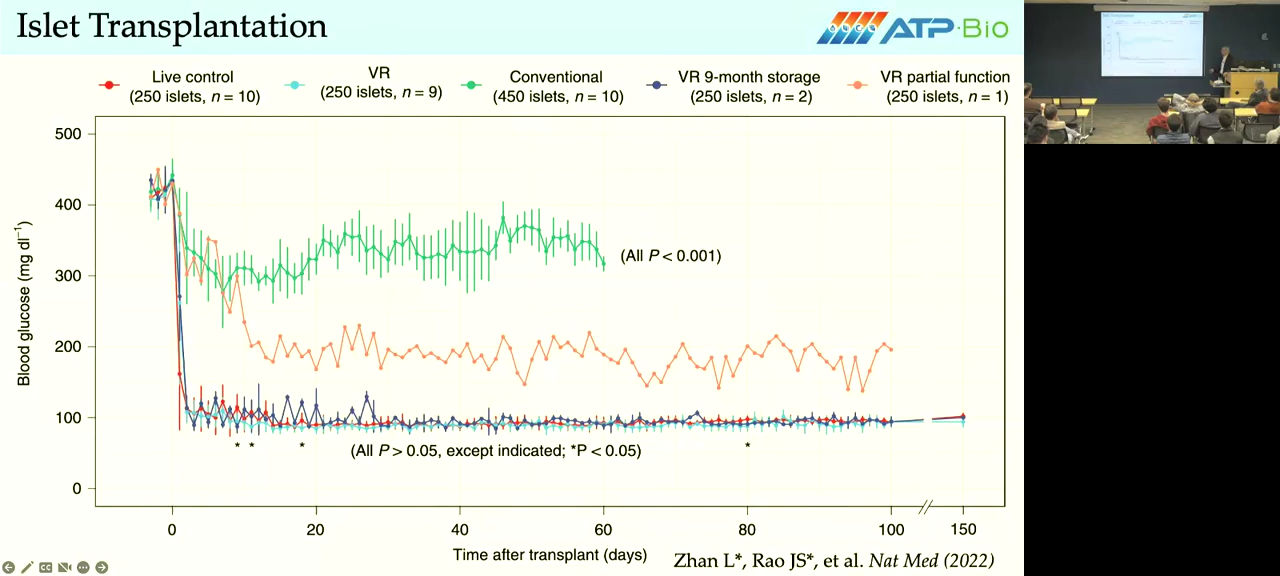 Islet Transplantation
ATP·Bio
Live control
(250 islets, n = 10)
VR
(250 islets, n = 9)
Conventional
(450 islets, n = 10)
VR 9-month storage
(250 islets, n = 2)
VR partial function
(250 islets, n = 1)
Blood glucose (mg dl⁻¹)
500
400
300
200
100
0
(All P < 0.001)
* * * *
(All P > 0.05, except indicated; *P < 0.05)
0 20 40 60 80 100 150
Time after transplant (days)
Zhan L*, Rao JS*, et al. Nat Med (2022)